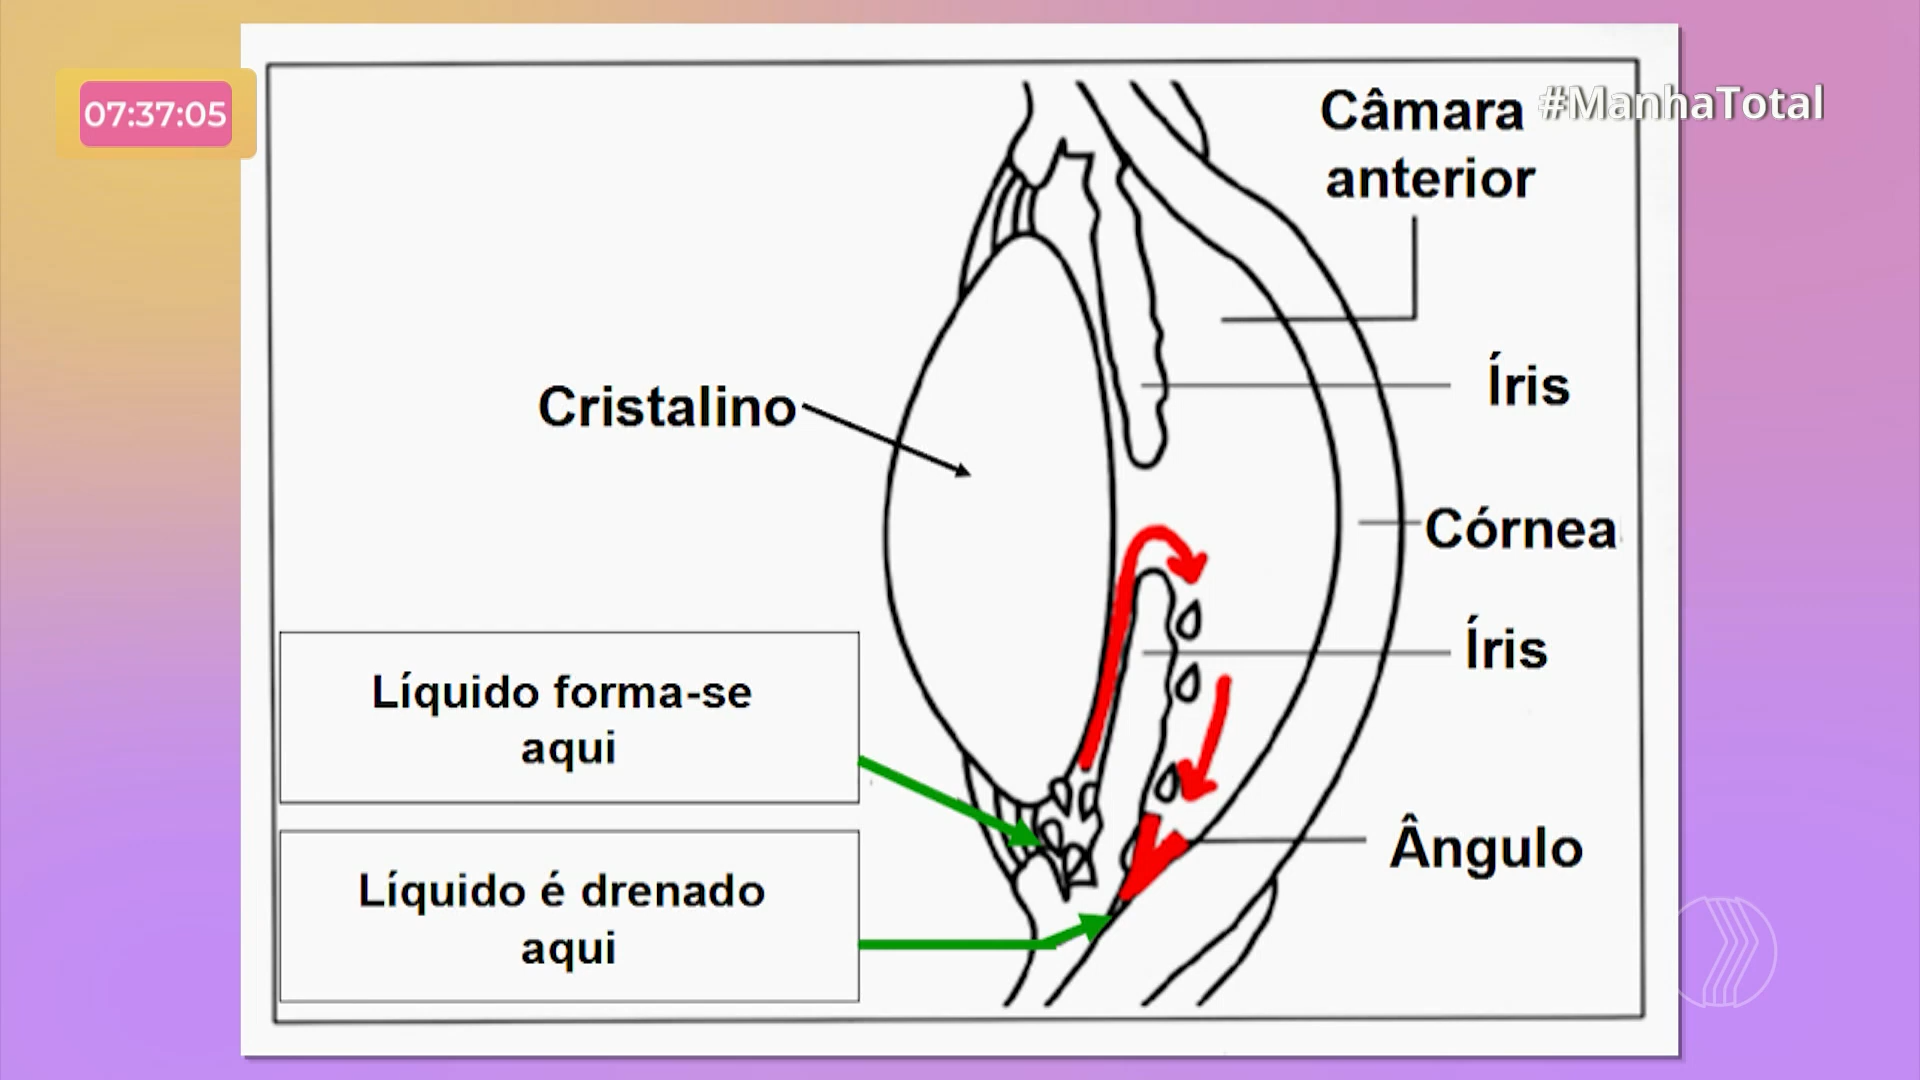 07:37:05
#ManhaTotal
Câmara
anterior
Íris
Cristalino
Córnea
Íris
Líquido forma-se
aqui
Ângulo
Líquido é drenado
aqui